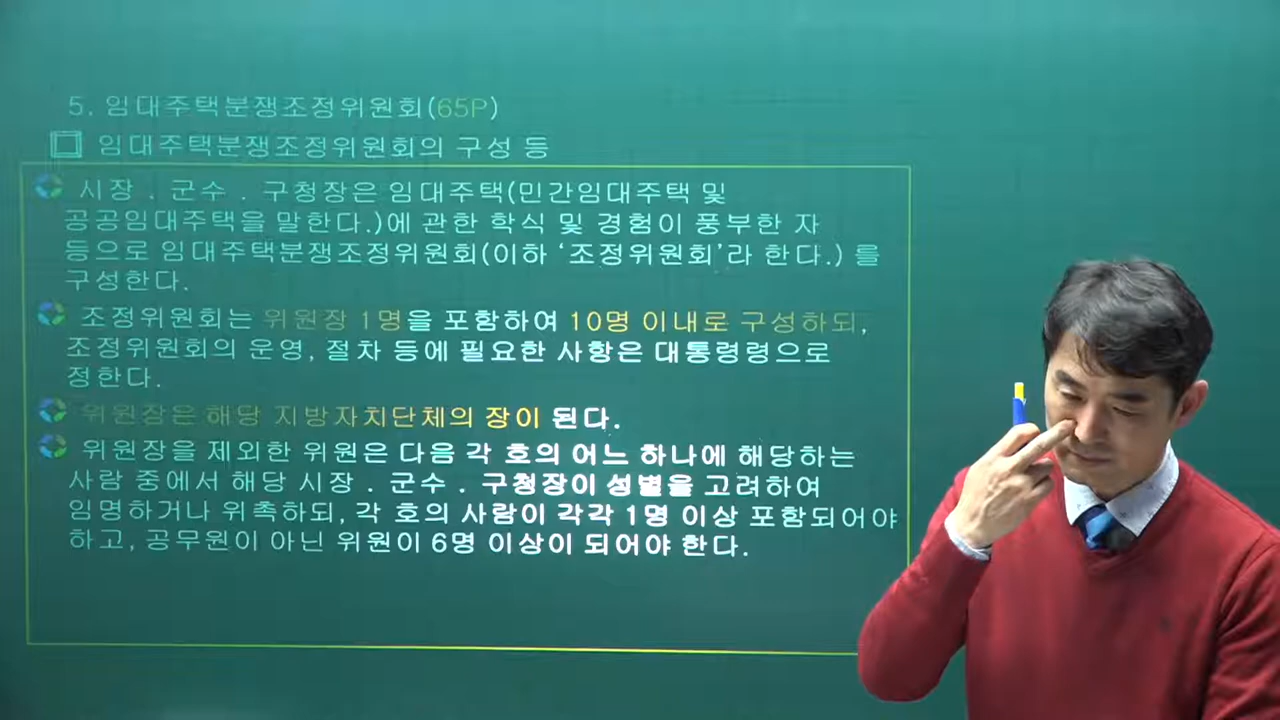 5. 임대주택분쟁조정위원회(65P)
임대주택분쟁조정위원회의 구성 등
시장 . 군수 . 구청장은 임대주택(민간임대주택 및
공공임대주택을 말한다.)에 관한 학식 및 경험이 풍부한 자
등으로 임대주택분쟁조정위원회(이하 ‘조정위원회’라 한다.) 를
구성한다.
조정위원회는 위원장 1명을 포함하여 10명 이내로 구성하되,
조정위원회의 운영, 절차 등에 필요한 사항은 대통령령으로
정한다.
위원장은 해당 지방자치단체의 장이 된다.
위원장을 제외한 위원은 다음 각 호의 어느 하나에 해당하는
사람 중에서 해당 시장 . 군수 . 구청장이 성별을 고려하여
임명하거나 위촉하되, 각 호의 사람이 각각 1명 이상 포함되어야
하고, 공무원이 아닌 위원이 6명 이상이 되어야 한다.